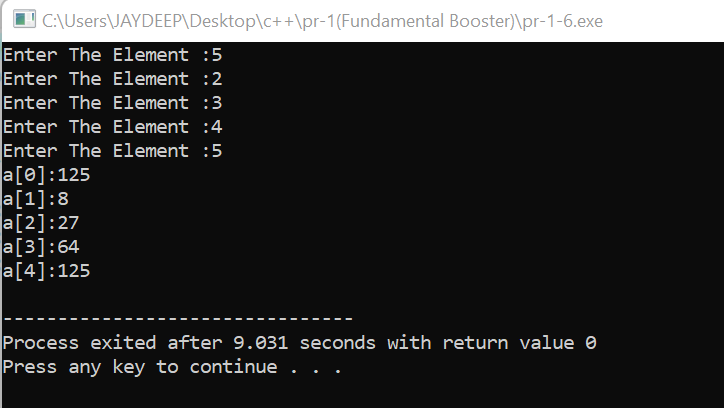 C:\Users\JAYDEEP\Desktop\c++\pr-1(Fundamental Booster)\pr-1-6.exe
Enter The Element :5
Enter The Element :2
Enter The Element :3
Enter The Element :4
Enter The Element :5
a[0]:125
a[1]:8
a[2]:27
a[3]:64
a[4]:125
--------------------------------
Process exited after 9.031 seconds with return value 0
Press any key to continue . . .